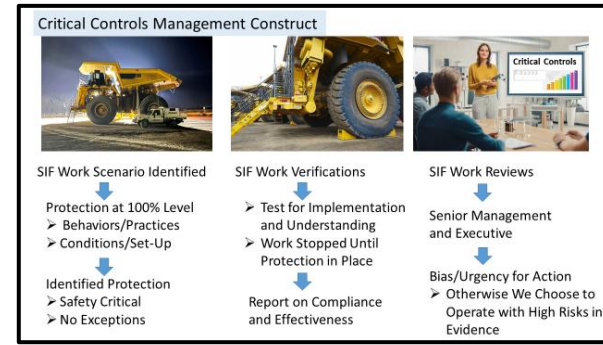 Critical Controls Management Construct
Critical Controls
SIF Work Scenario Identified
Protection at 100% Level
➤ Behaviors/Practices
➤ Conditions/Set-Up
Identified Protection
➤ Safety Critical
➤ No Exceptions
SIF Work Verifications
➤ Test for Implementation
and Understanding
➤ Work Stopped Until
Protection in Place
Report on Compliance
and Effectiveness
SIF Work Reviews
Senior Management
and Executive
Bias/Urgency for Action
➤ Otherwise We Choose to
Operate with High Risks in
Evidence